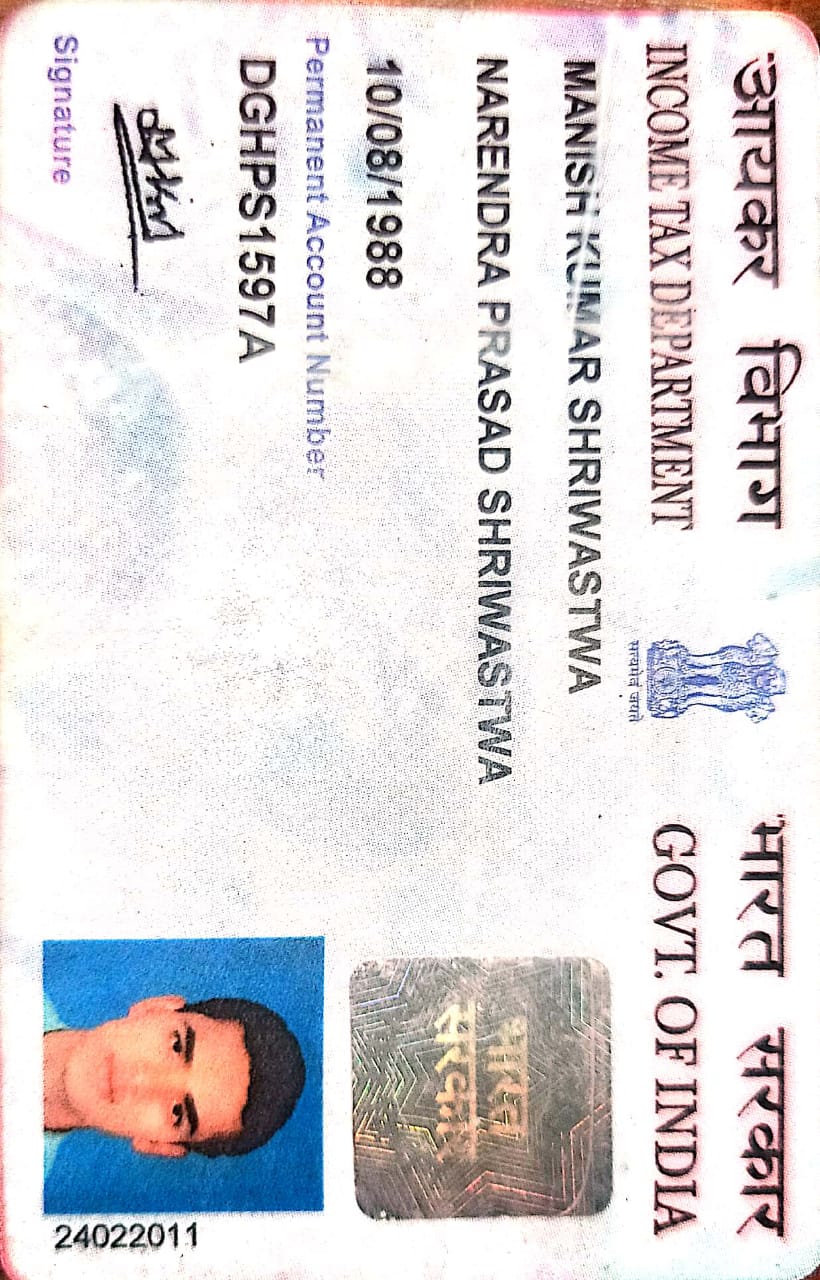 आयकर विभाग
INCOME TAX DEPARTMENT
सत्यमेव जयते
भारत सरकार
GOVT. OF INDIA
MANISH KUMAR SHRIWASTWA
NARENDRA PRASAD SHRIWASTWA
10/08/1988
Permanent Account Number
DGHPS1597A
Signature
भारत
सरकार
24022011